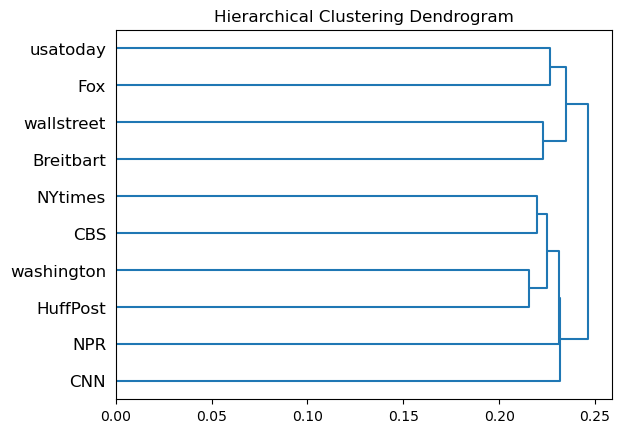 Hierarchical Clustering Dendrogram
usatoday
Fox
wallstreet
Breitbart
NYtimes
CBS
washington
HuffPost
NPR
CNN
0.00 0.05 0.10 0.15 0.20 0.25